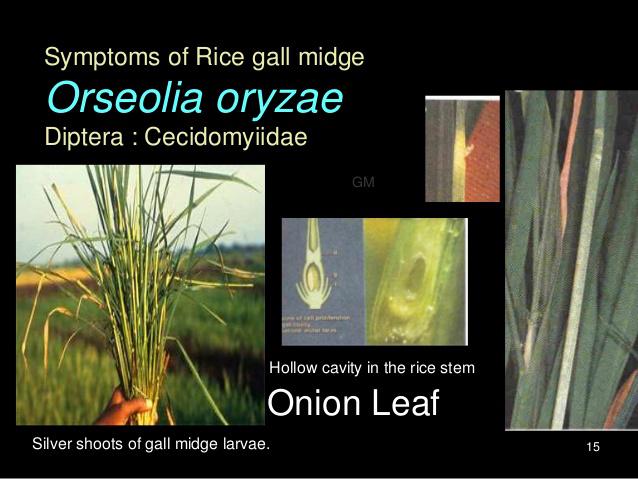 Symptoms of Rice gall midge
Orseolia oryzae
Diptera : Cecidomyiidae
GM
Hollow cavity in the rice stem
Onion Leaf
Silver shoots of gall midge larvae.
15